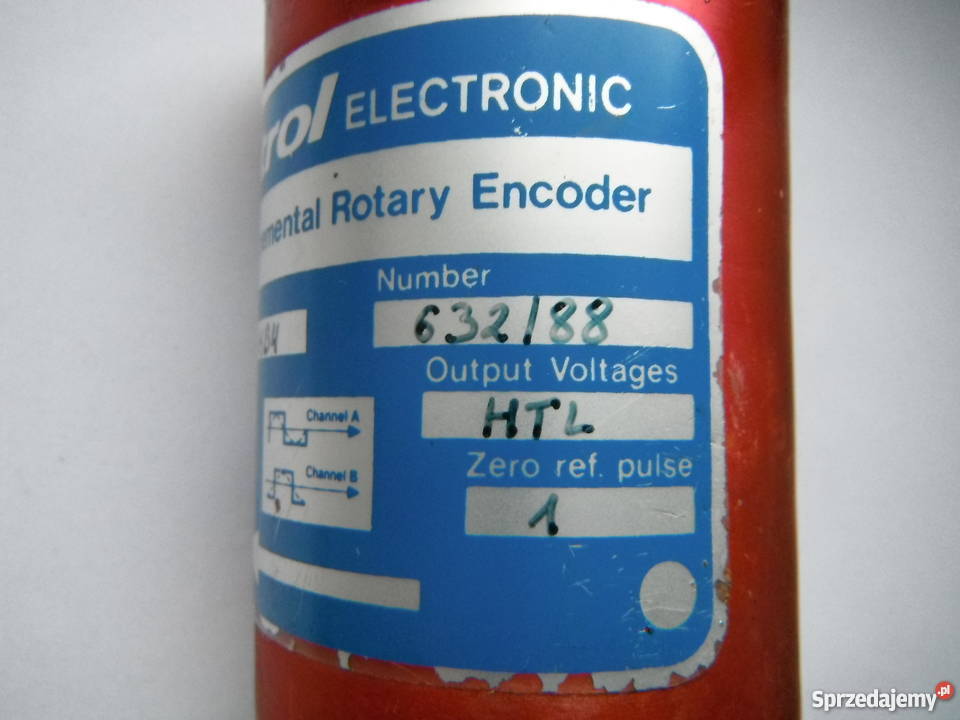 ELECTRONIC
Rotary Encoder
Number
632/88
Output Voltages
HTL
Channel A
Channel B
Zero ref. pulse
1
Sprzedajemy.pl